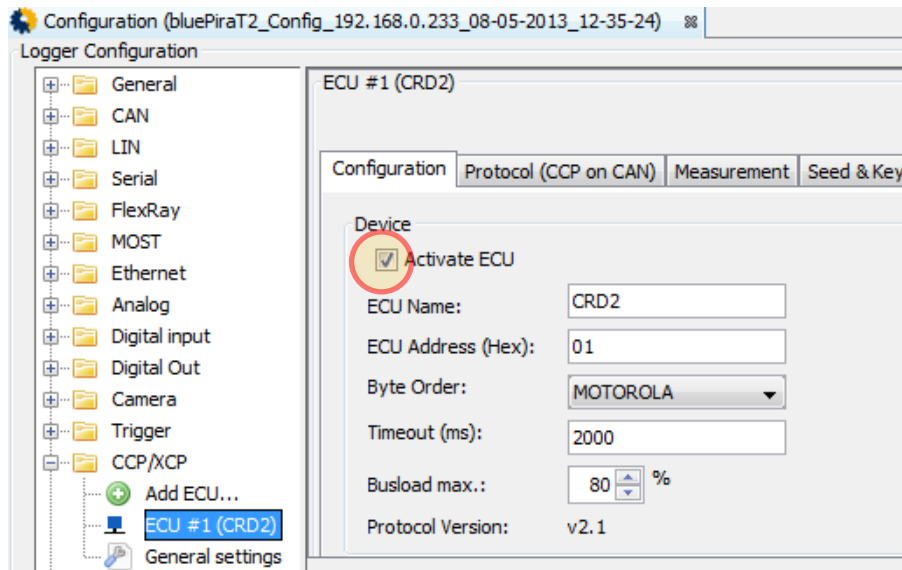 Configuration (bluePiraT2_Config_192.168.0.233_08-05-2013_12-35-24)
Logger Configuration
General
CAN
LIN
Serial
FlexRay
MOST
Ethernet
Analog
Digital input
Digital Out
Camera
Trigger
CCP/XCP
Add ECU...
ECU #1 (CRD2)
General settings
ECU #1 (CRD2)
Configuration Protocol (CCP on CAN) Measurement Seed & Key
Device
Activate ECU
ECU Name: CRD2
ECU Address (Hex): 01
Byte Order: MOTOROLA
Timeout (ms): 2000
Busload max.: 80 %
Protocol Version: v2.1